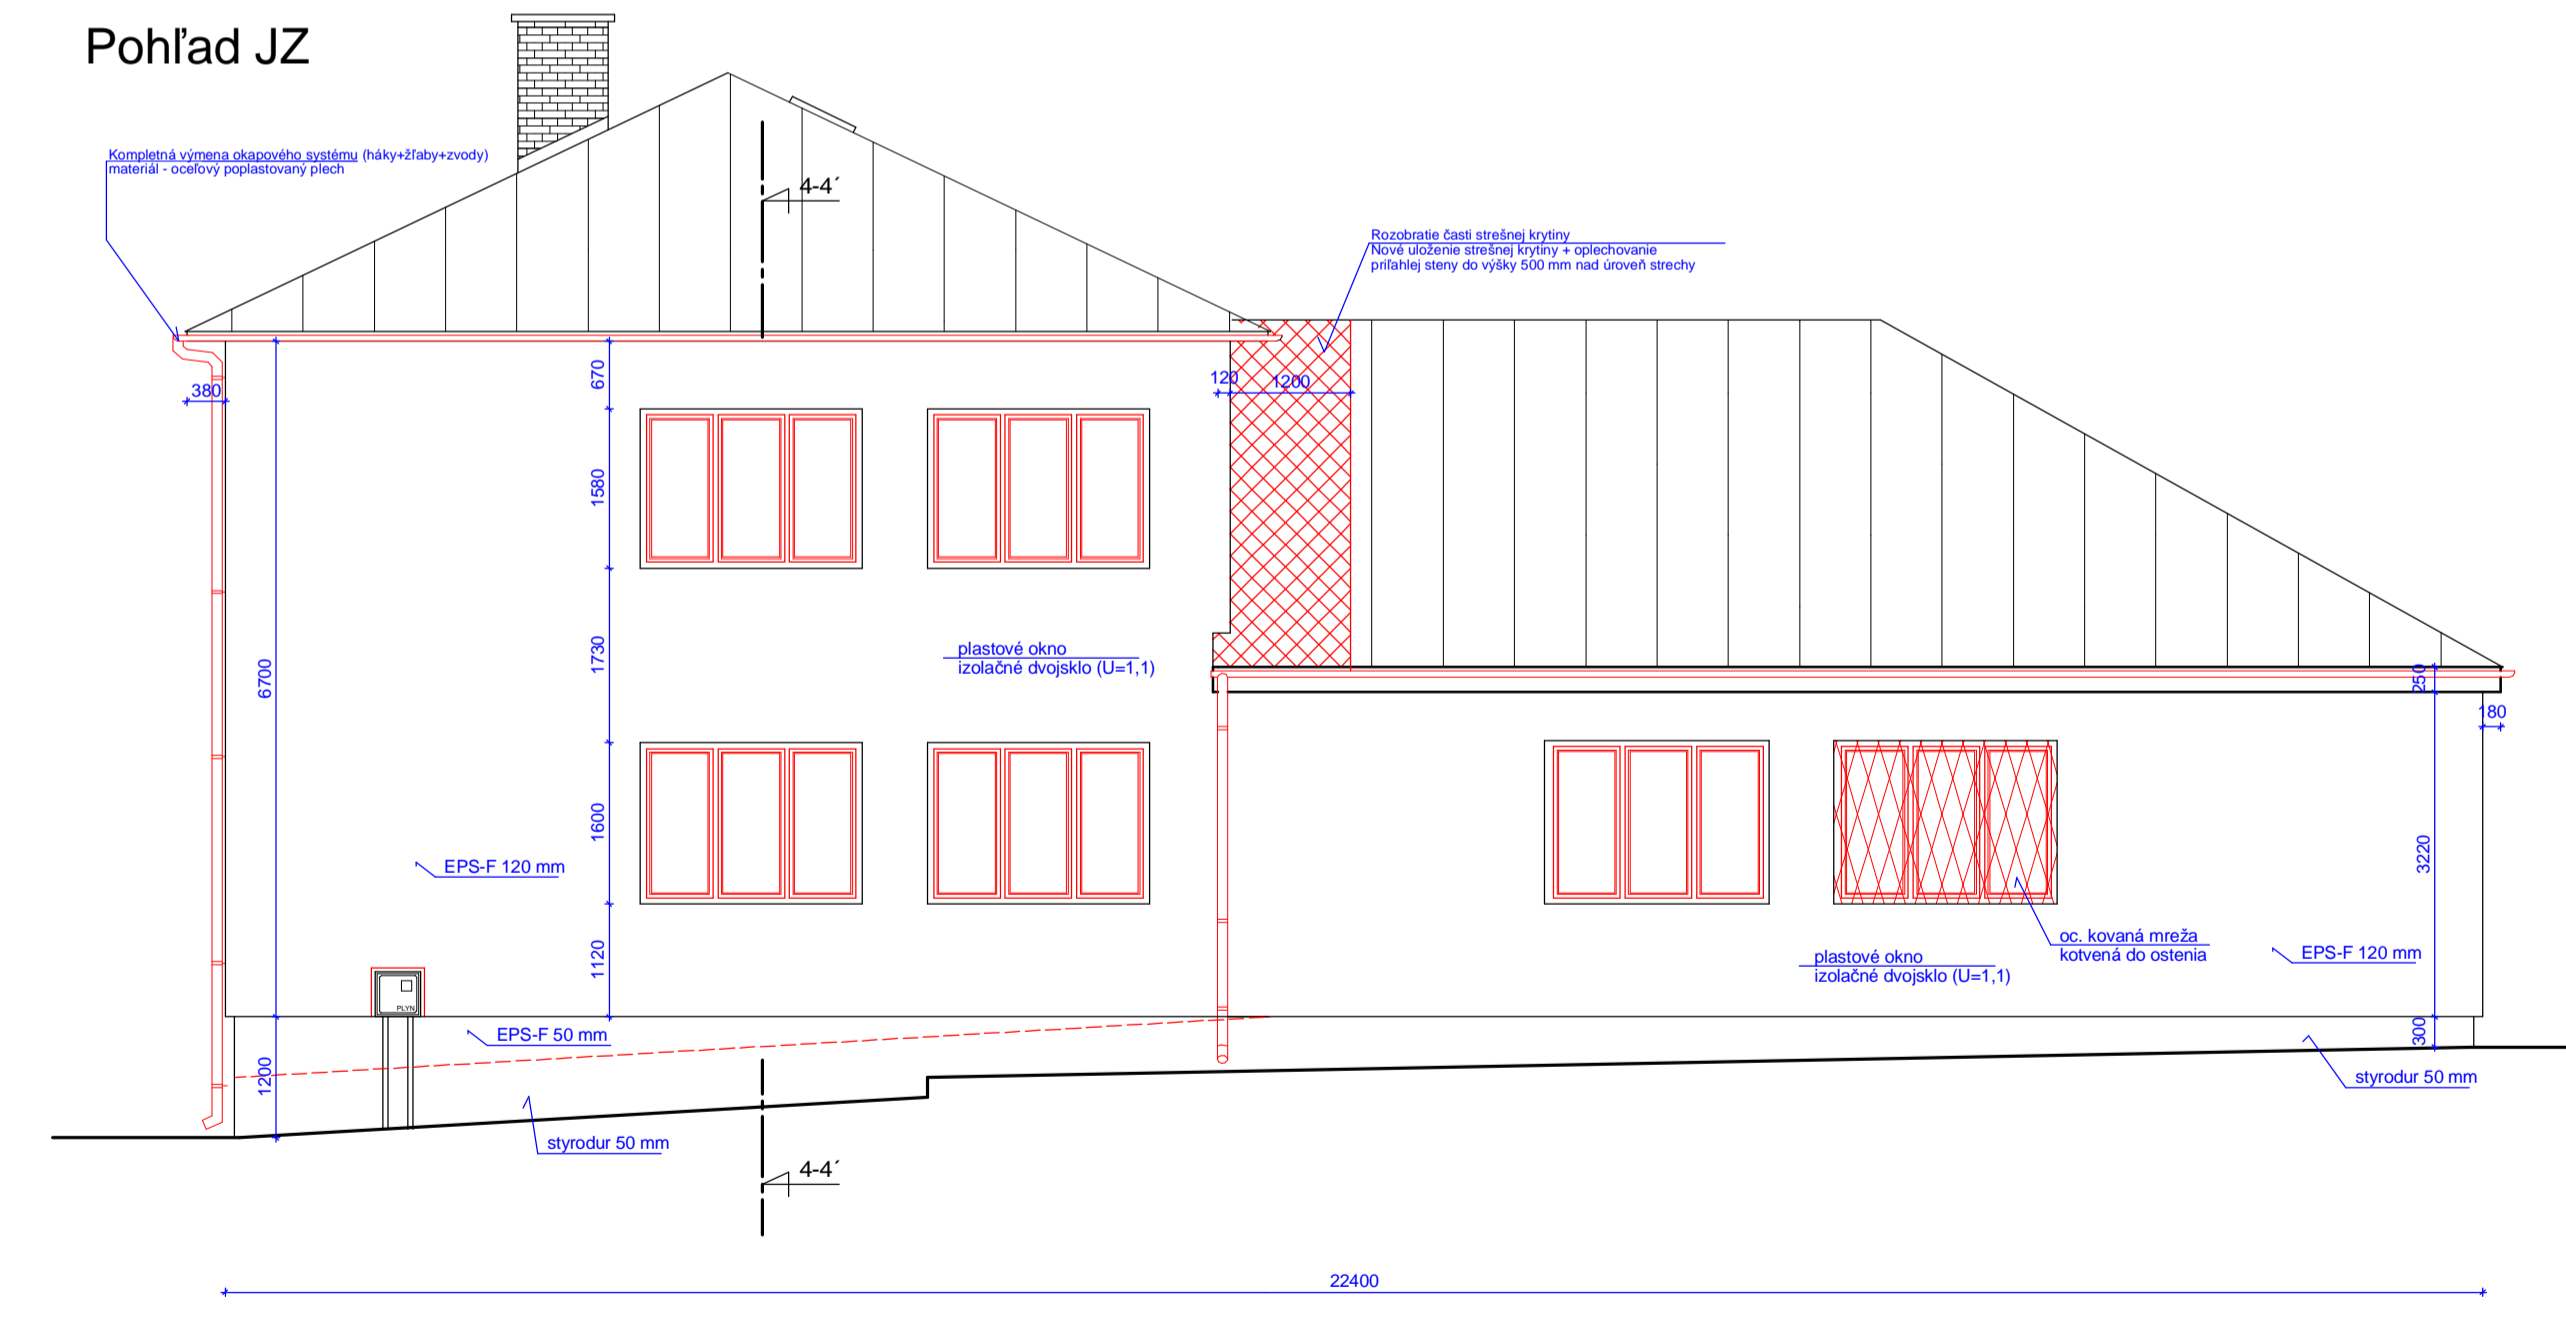 Pohľad JZ
Kompletná výmena okapového systému (háky+žľaby+zvody)
materiál - oceľový poplastovaný plech
4-4´
Rozobratie časti strešnej krytiny
Nové uloženie strešnej krytiny + oplechovanie
priľahlej steny do výšky 500 mm nad úroveň strechy
380
670
120
1200
1580
6700
1730
plastové okno
izolačné dvojsklo (U=1,1)
250
180
1600
3220
EPS-F 120 mm
1120
oc. kovaná mreža
kotvená do ostenia
plastové okno
izolačné dvojsklo (U=1,1)
EPS-F 120 mm
PLYN
EPS-F 50 mm
300
1200
styrodur 50 mm
styrodur 50 mm
4-4´
22400